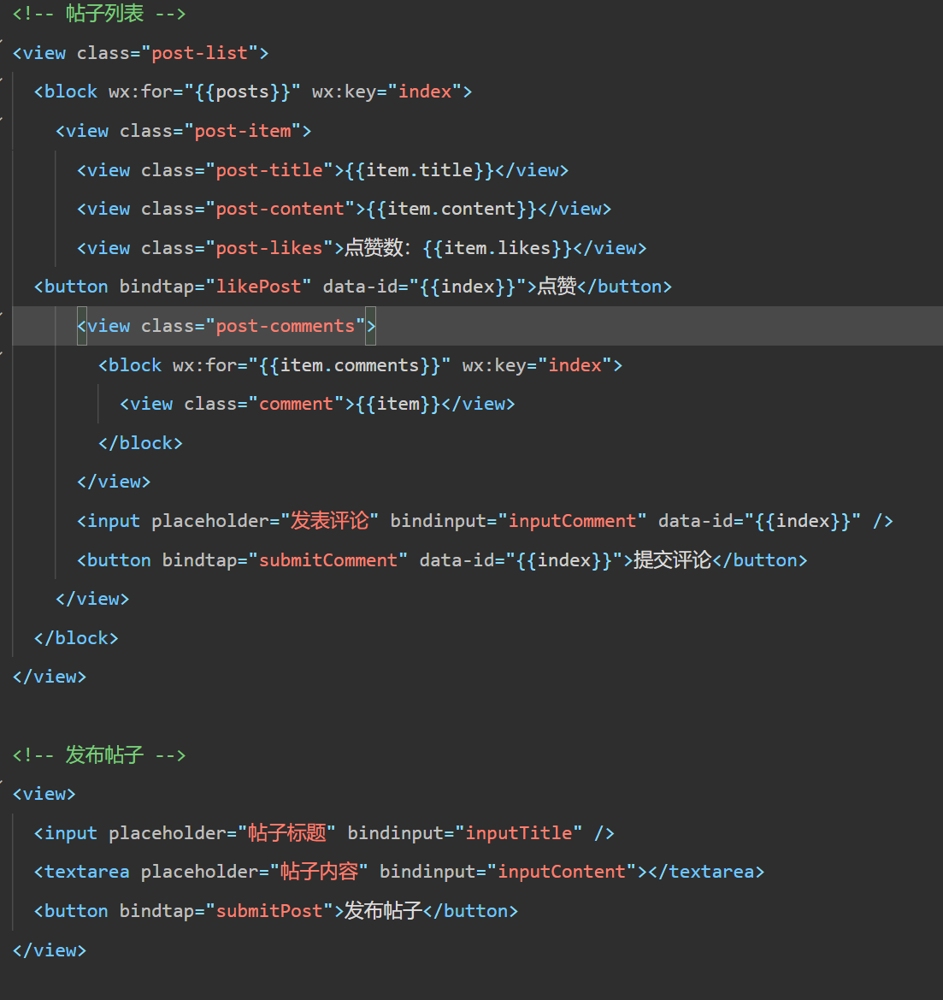 <!-- 帖子列表 -->
<view class="post-list">
  <block wx:for="{{posts}}" wx:key="index">
    <view class="post-item">
      <view class="post-title">{{item.title}}</view>
      <view class="post-content">{{item.content}}</view>
      <view class="post-likes">点赞数：{{item.likes}}</view>
  <button bindtap="likePost" data-id="{{index}}">点赞</button>
      <view class="post-comments">
        <block wx:for="{{item.comments}}" wx:key="index">
          <view class="comment">{{item}}</view>
        </block>
      </view>
      <input placeholder="发表评论" bindinput="inputComment" data-id="{{index}}" />
      <button bindtap="submitComment" data-id="{{index}}">提交评论</button>
    </view>
  </block>
</view>

<!-- 发布帖子 -->
<view>
  <input placeholder="帖子标题" bindinput="inputTitle" />
  <textarea placeholder="帖子内容" bindinput="inputContent"></textarea>
  <button bindtap="submitPost">发布帖子</button>
</view>